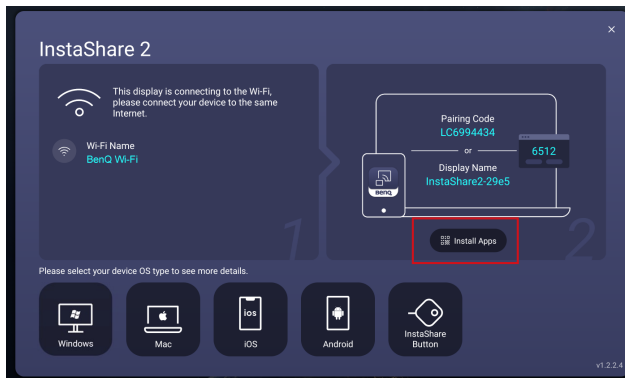 InstaShare 2
This display is connecting to the Wi-Fi,
please connect your device to the same
Internet.
Wi-Fi Name
BenQ Wi-Fi
1
Pairing Code
LC6994434
or
6512
Display Name
InstaShare2-29e5
BenQ
Install Apps
2
Please select your device OS type to see more details.
Windows
Mac
ios
iOS
Android
InstaShare
Button
v1.2.2.4